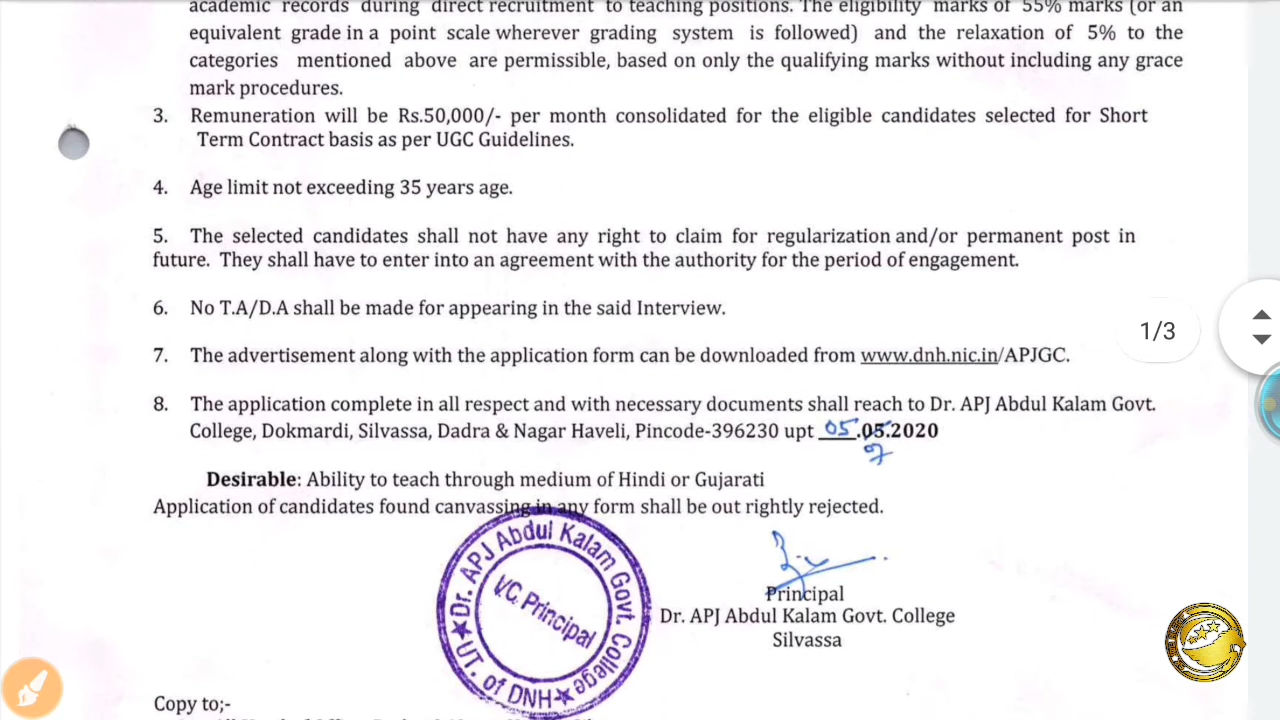 academic records during direct recruitment to teaching positions. The eligibility marks of 55% marks (or an
equivalent grade in a point scale wherever grading system is followed) and the relaxation of 5% to the
categories mentioned above are permissible, based on only the qualifying marks without including any grace
mark procedures.
3. Remuneration will be Rs.50,000/- per month consolidated for the eligible candidates selected for Short
Term Contract basis as per UGC Guidelines.
4. Age limit not exceeding 35 years age.
5. The selected candidates shall not have any right to claim for regularization and/or permanent post in
future. They shall have to enter into an agreement with the authority for the period of engagement.
6. No T.A/D.A shall be made for appearing in the said Interview.
7. The advertisement along with the application form can be downloaded from www.dnh.nic.in/APJGC.
1/3
8. The application complete in all respect and with necessary documents shall reach to Dr. APJ Abdul Kalam Govt.
College, Dokmardi, Silvassa, Dadra & Nagar Haveli, Pincode-396230 upt 05.05.2020
Desirable: Ability to teach through medium of Hindi or Gujarati
Application of candidates found canvassing in any form shall be out rightly rejected.
Dr. APJ Abdul Kalam Govt. College
I/C. Principal
UT. of DNH
Principal
Dr. APJ Abdul Kalam Govt. College
Silvassa
Copy to;-